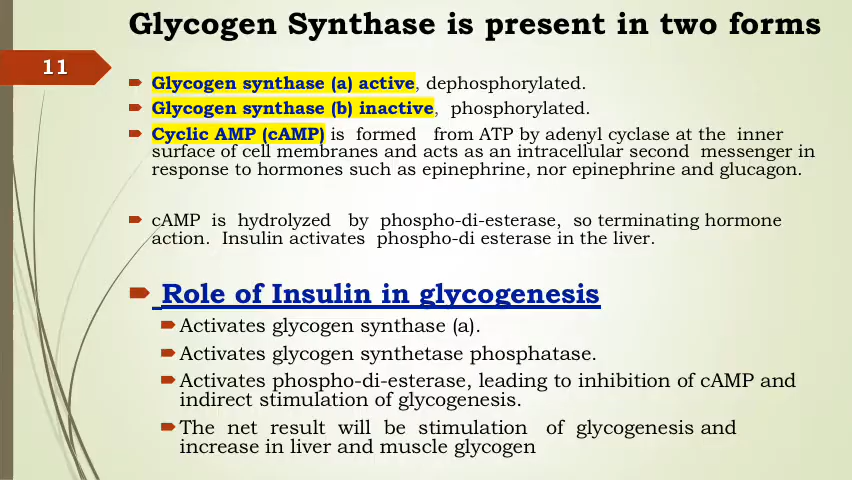 Glycogen Synthase is present in two forms
11
Glycogen synthase (a) active, dephosphorylated.
Glycogen synthase (b) inactive, phosphorylated.
Cyclic AMP (cAMP) is formed from ATP by adenyl cyclase at the inner
surface of cell membranes and acts as an intracellular second messenger in
response to hormones such as epinephrine, nor epinephrine and glucagon.
cAMP is hydrolyzed by phospho-di-esterase, so terminating hormone
action. Insulin activates phospho-di esterase in the liver.
Role of Insulin in glycogenesis
Activates glycogen synthase (a).
Activates glycogen synthetase phosphatase.
Activates phospho-di-esterase, leading to inhibition of cAMP and
indirect stimulation of glycogenesis.
The net result will be stimulation of glycogenesis and
increase in liver and muscle glycogen